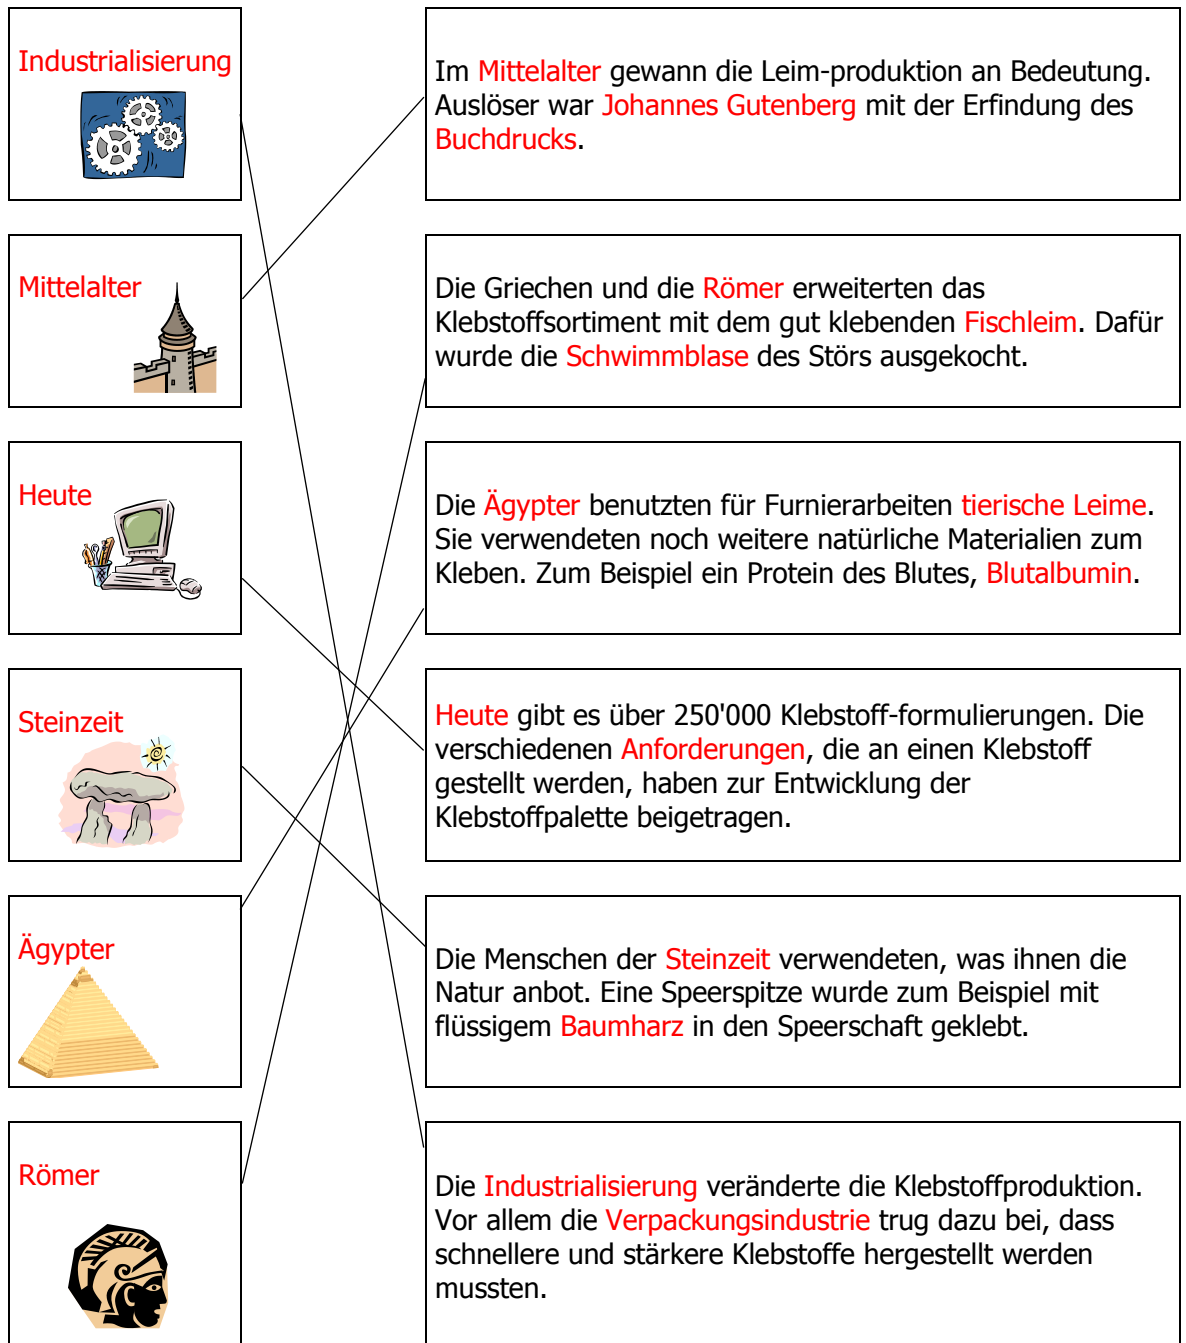 Industrialisierung
Im Mittelalter gewann die Leim-produktion an Bedeutung.
Auslöser war Johannes Gutenberg mit der Erfindung des
Buchdrucks.
Mittelalter
Die Griechen und die Römer erweiterten das
Klebstoffsortiment mit dem gut klebenden Fischleim. Dafür
wurde die Schwimmblase des Störs ausgekocht.
Heute
Die Ägypter benutzten für Furnierarbeiten tierische Leime.
Sie verwendeten noch weitere natürliche Materialien zum
Kleben. Zum Beispiel ein Protein des Blutes, Blutalbumin.
Steinzeit
Heute gibt es über 250'000 Klebstoff-formulierungen. Die
verschiedenen Anforderungen, die an einen Klebstoff
gestellt werden, haben zur Entwicklung der
Klebstoffpalette beigetragen.
Ägypter
Die Menschen der Steinzeit verwendeten, was ihnen die
Natur anbot. Eine Speerspitze wurde zum Beispiel mit
flüssigem Baumharz in den Speerschaft geklebt.
Römer
Die Industrialisierung veränderte die Klebstoffproduktion.
Vor allem die Verpackungsindustrie trug dazu bei, dass
schnellere und stärkere Klebstoffe hergestellt werden
mussten.